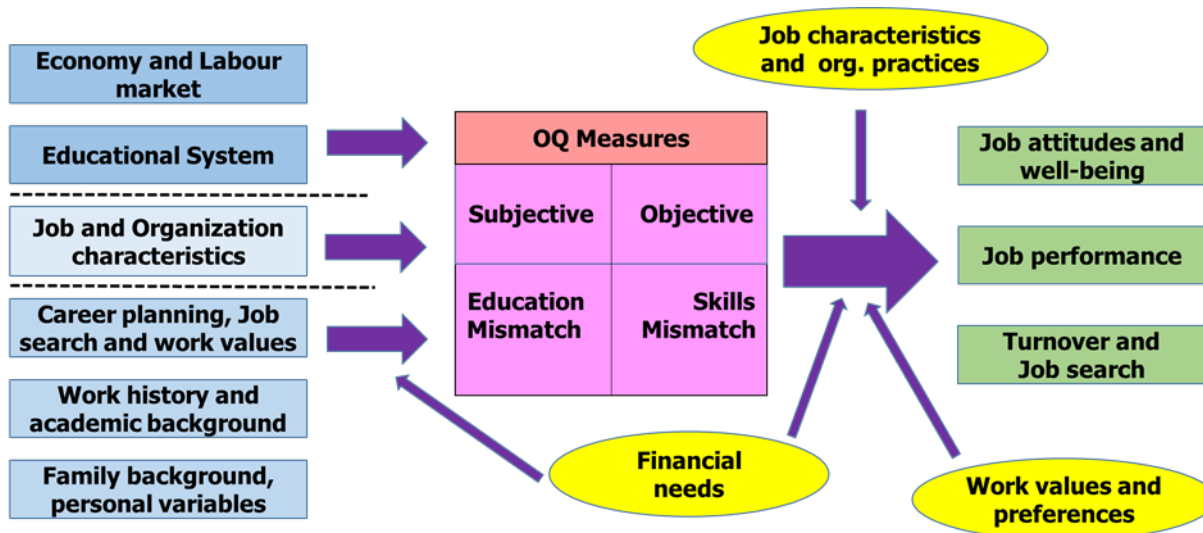 Economy and Labour
market
Educational System
Job and Organization
characteristics
Career planning, Job
search and work values
Work history and
academic background
Family background,
personal variables
OQ Measures
Subjective
Objective
Education
Mismatch
Skills
Mismatch
Job characteristics
and org. practices
Financial
needs
Work values and
preferences
Job attitudes and
well-being
Job performance
Turnover and
Job search